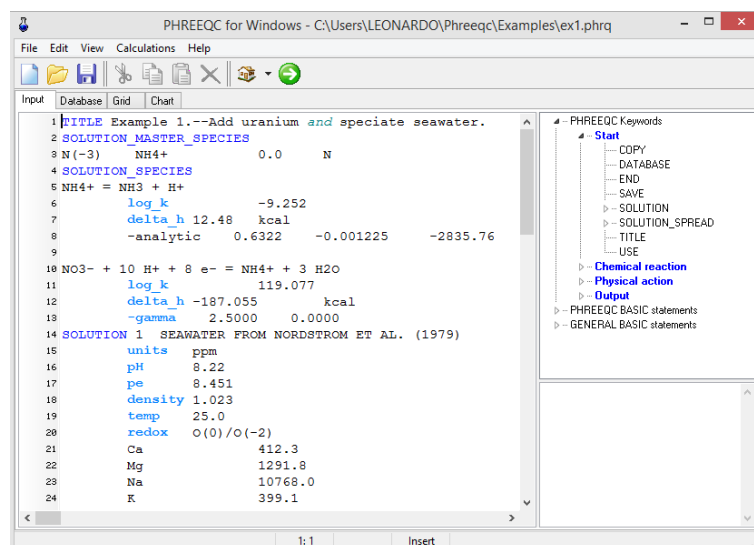 PHREEQC for Windows - C:\Users\LEONARDO\Phreeqc\Examples\ex1.phrq
File Edit View Calculations Help
Input Database Grid Chart
1 TITLE Example 1.--Add uranium and speciate seawater.
2 SOLUTION_MASTER_SPECIES
3 N(-3) NH4+ 0.0 N
4 SOLUTION_SPECIES
5 NH4+ = NH3 + H+
6 log_k -9.252
7 delta_h 12.48 kcal
8 -analytic 0.6322 -0.001225 -2835.76
9
10 NO3- + 10 H+ + 8 e- = NH4+ + 3 H2O
11 log_k 119.077
12 delta_h -187.055 kcal
13 -gamma 2.5000 0.0000
14 SOLUTION 1 SEAWATER FROM NORDSTROM ET AL. (1979)
15 units ppm
16 pH 8.22
17 pe 8.451
18 density 1.023
19 temp 25.0
20 redox O(0)/O(-2)
21 Ca 412.3
22 Mg 1291.8
23 Na 10768.0
24 K 399.1
PHREEQC Keywords
Start
COPY
DATABASE
END
SAVE
SOLUTION
SOLUTION_SPREAD
TITLE
USE
Chemical reaction
Physical action
Output
PHREEQC BASIC statements
GENERAL BASIC statements
1: 1 Insert